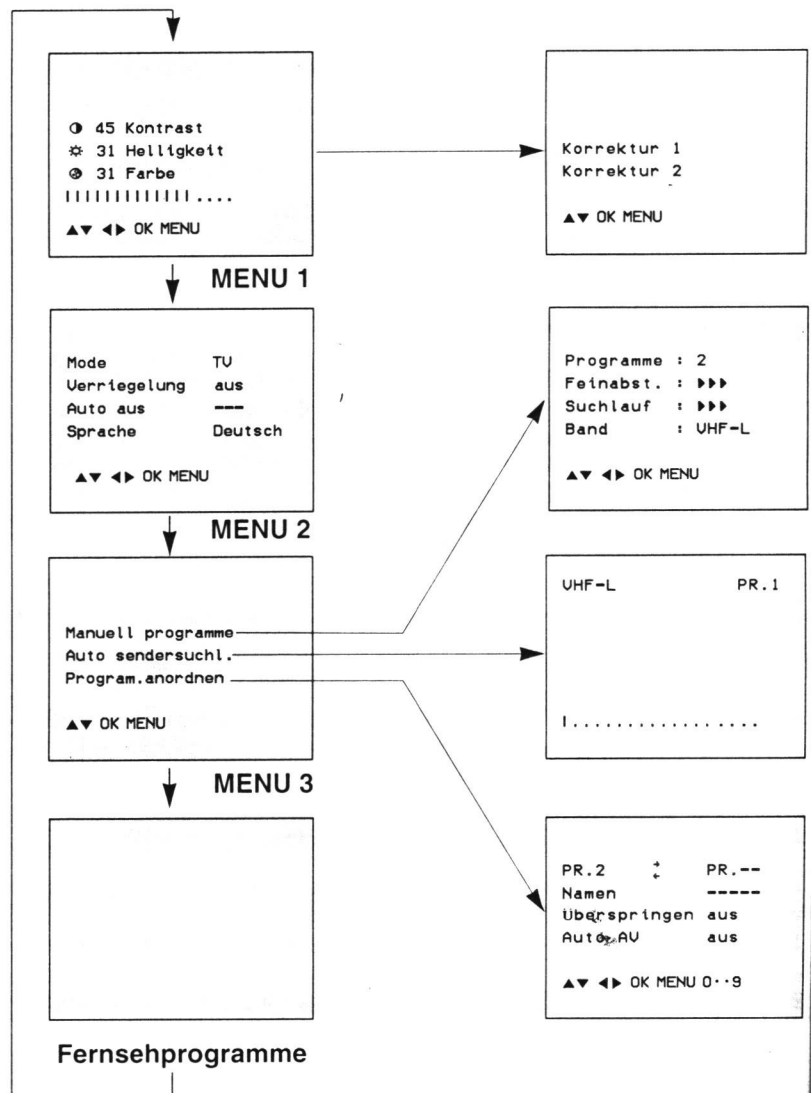 ◑ 45 Kontrast
☼ 31 Helligkeit
31 Farbe
IIIIIIIIIIIII....
▲▼ ◀▶ OK MENU
Korrektur 1
Korrektur 2
▲▼ OK MENU
MENU 1
Mode TV
Verriegelung aus
Auto aus ---
Sprache Deutsch
▲▼ ◀▶ OK MENU
Programme : 2
Feinabst. : ▶▶▶
Suchlauf : ▶▶▶
Band : VHF-L
▲▼ ◀▶ OK MENU
MENU 2
Manuell programme
Auto sendersuchl.
Program.anordnen
▲▼ OK MENU
VHF-L PR.1
I.................
MENU 3
PR.2 ⇄ PR.--
Namen -----
Überspringen aus
Auto AV aus
▲▼ ◀▶ OK MENU 0··9
Fernsehprogramme